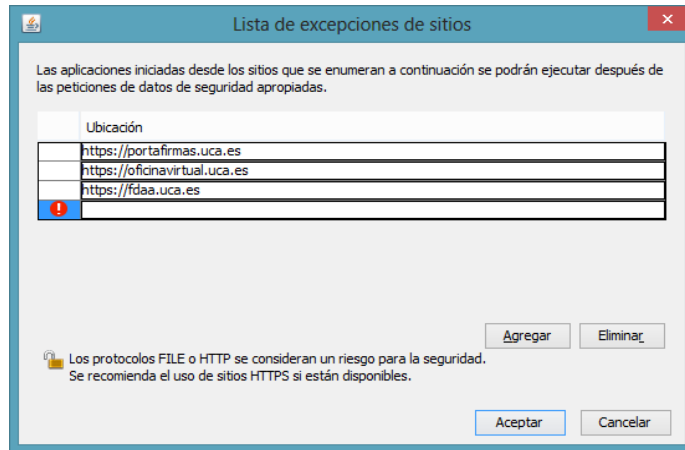 Lista de excepciones de sitios
Las aplicaciones iniciadas desde los sitios que se enumeran a continuación se podrán ejecutar después de
las peticiones de datos de seguridad apropiadas.
Ubicación
https://portafirmas.uca.es
https://oficinavirtual.uca.es
https://fdaa.uca.es
Agregar Eliminar
Los protocolos FILE o HTTP se consideran un riesgo para la seguridad.
Se recomienda el uso de sitios HTTPS si están disponibles.
Aceptar Cancelar